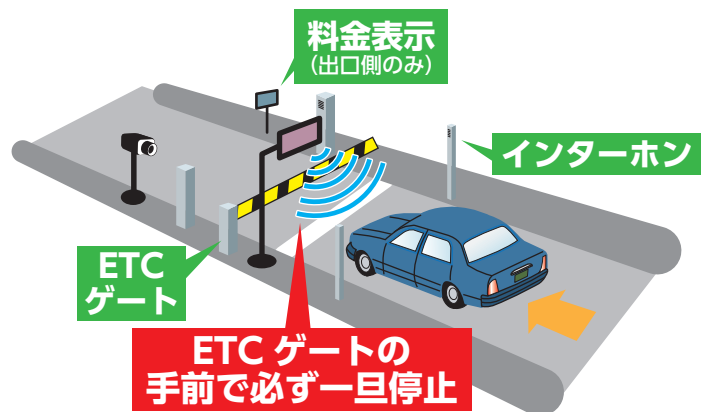 料金表示
（出口側のみ）
インターホン
ETC
ゲート
ETC ゲートの
手前で必ず一旦停止